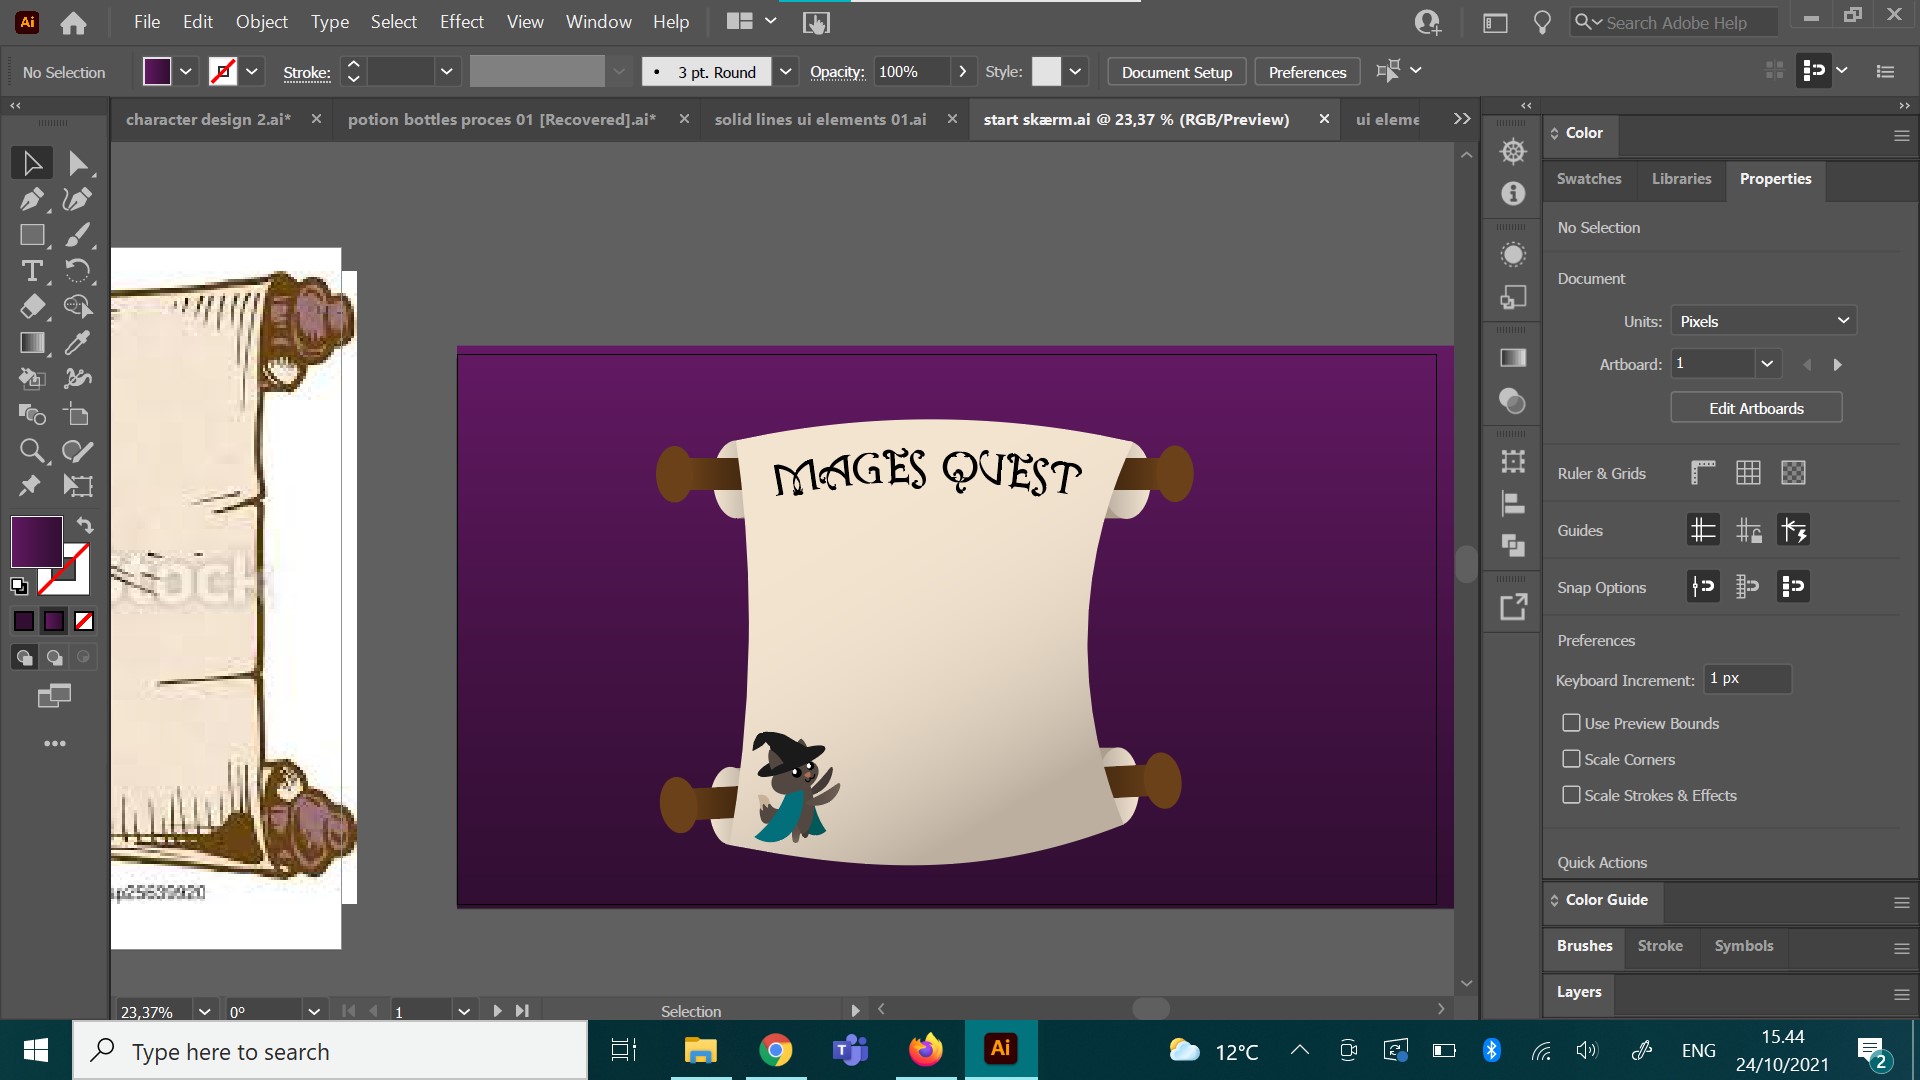 Ai File Edit Object Type Select Effect View Window Help Search Adobe Help
No Selection Stroke: 3 pt. Round Opacity: 100% Style: Document Setup Preferences
character design 2.ai* potion bottles proces 01 [Recovered].ai* solid lines ui elements 01.ai start skærm.ai @ 23,37 % (RGB/Preview) ui eleme
Color
Swatches Libraries Properties
No Selection
Document
Units: Pixels
Artboard: 1
Edit Artboards
Ruler & Grids
Guides
Snap Options
Preferences
Keyboard Increment: 1 px
Use Preview Bounds
Scale Corners
Scale Strokes & Effects
Quick Actions
Color Guide
Brushes Stroke Symbols
Layers
MAGES QUEST
tock
23,37% 0° 1 Selection
Type here to search
T
Ai
12°C
ENG
15.44
24/10/2021
2